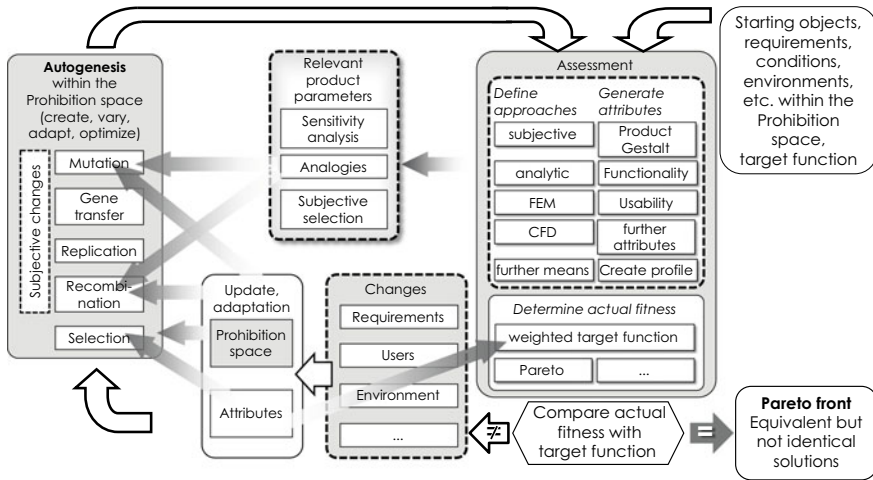 Autogenesis
within the
Prohibition space
(create, vary,
adapt, optimize)
Subjective changes
Mutation
Gene
transfer
Replication
Recombi-
nation
Selection
Relevant
product
parameters
Sensitivity
analysis
Analogies
Subjective
selection
Update,
adaptation
Prohibition
space
Attributes
Changes
Requirements
Users
Environment
...
Assessment
Define
approaches
subjective
analytic
FEM
CFD
further means
Generate
attributes
Product
Gestalt
Functionality
Usability
further
attributes
Create profile
Determine actual fitness
weighted target function
Pareto
...
Starting objects,
requirements,
conditions,
environments,
etc. within the
Prohibition
space,
target function
≠
Compare actual
fitness with
target function
=
Pareto front
Equivalent but
not identical
solutions